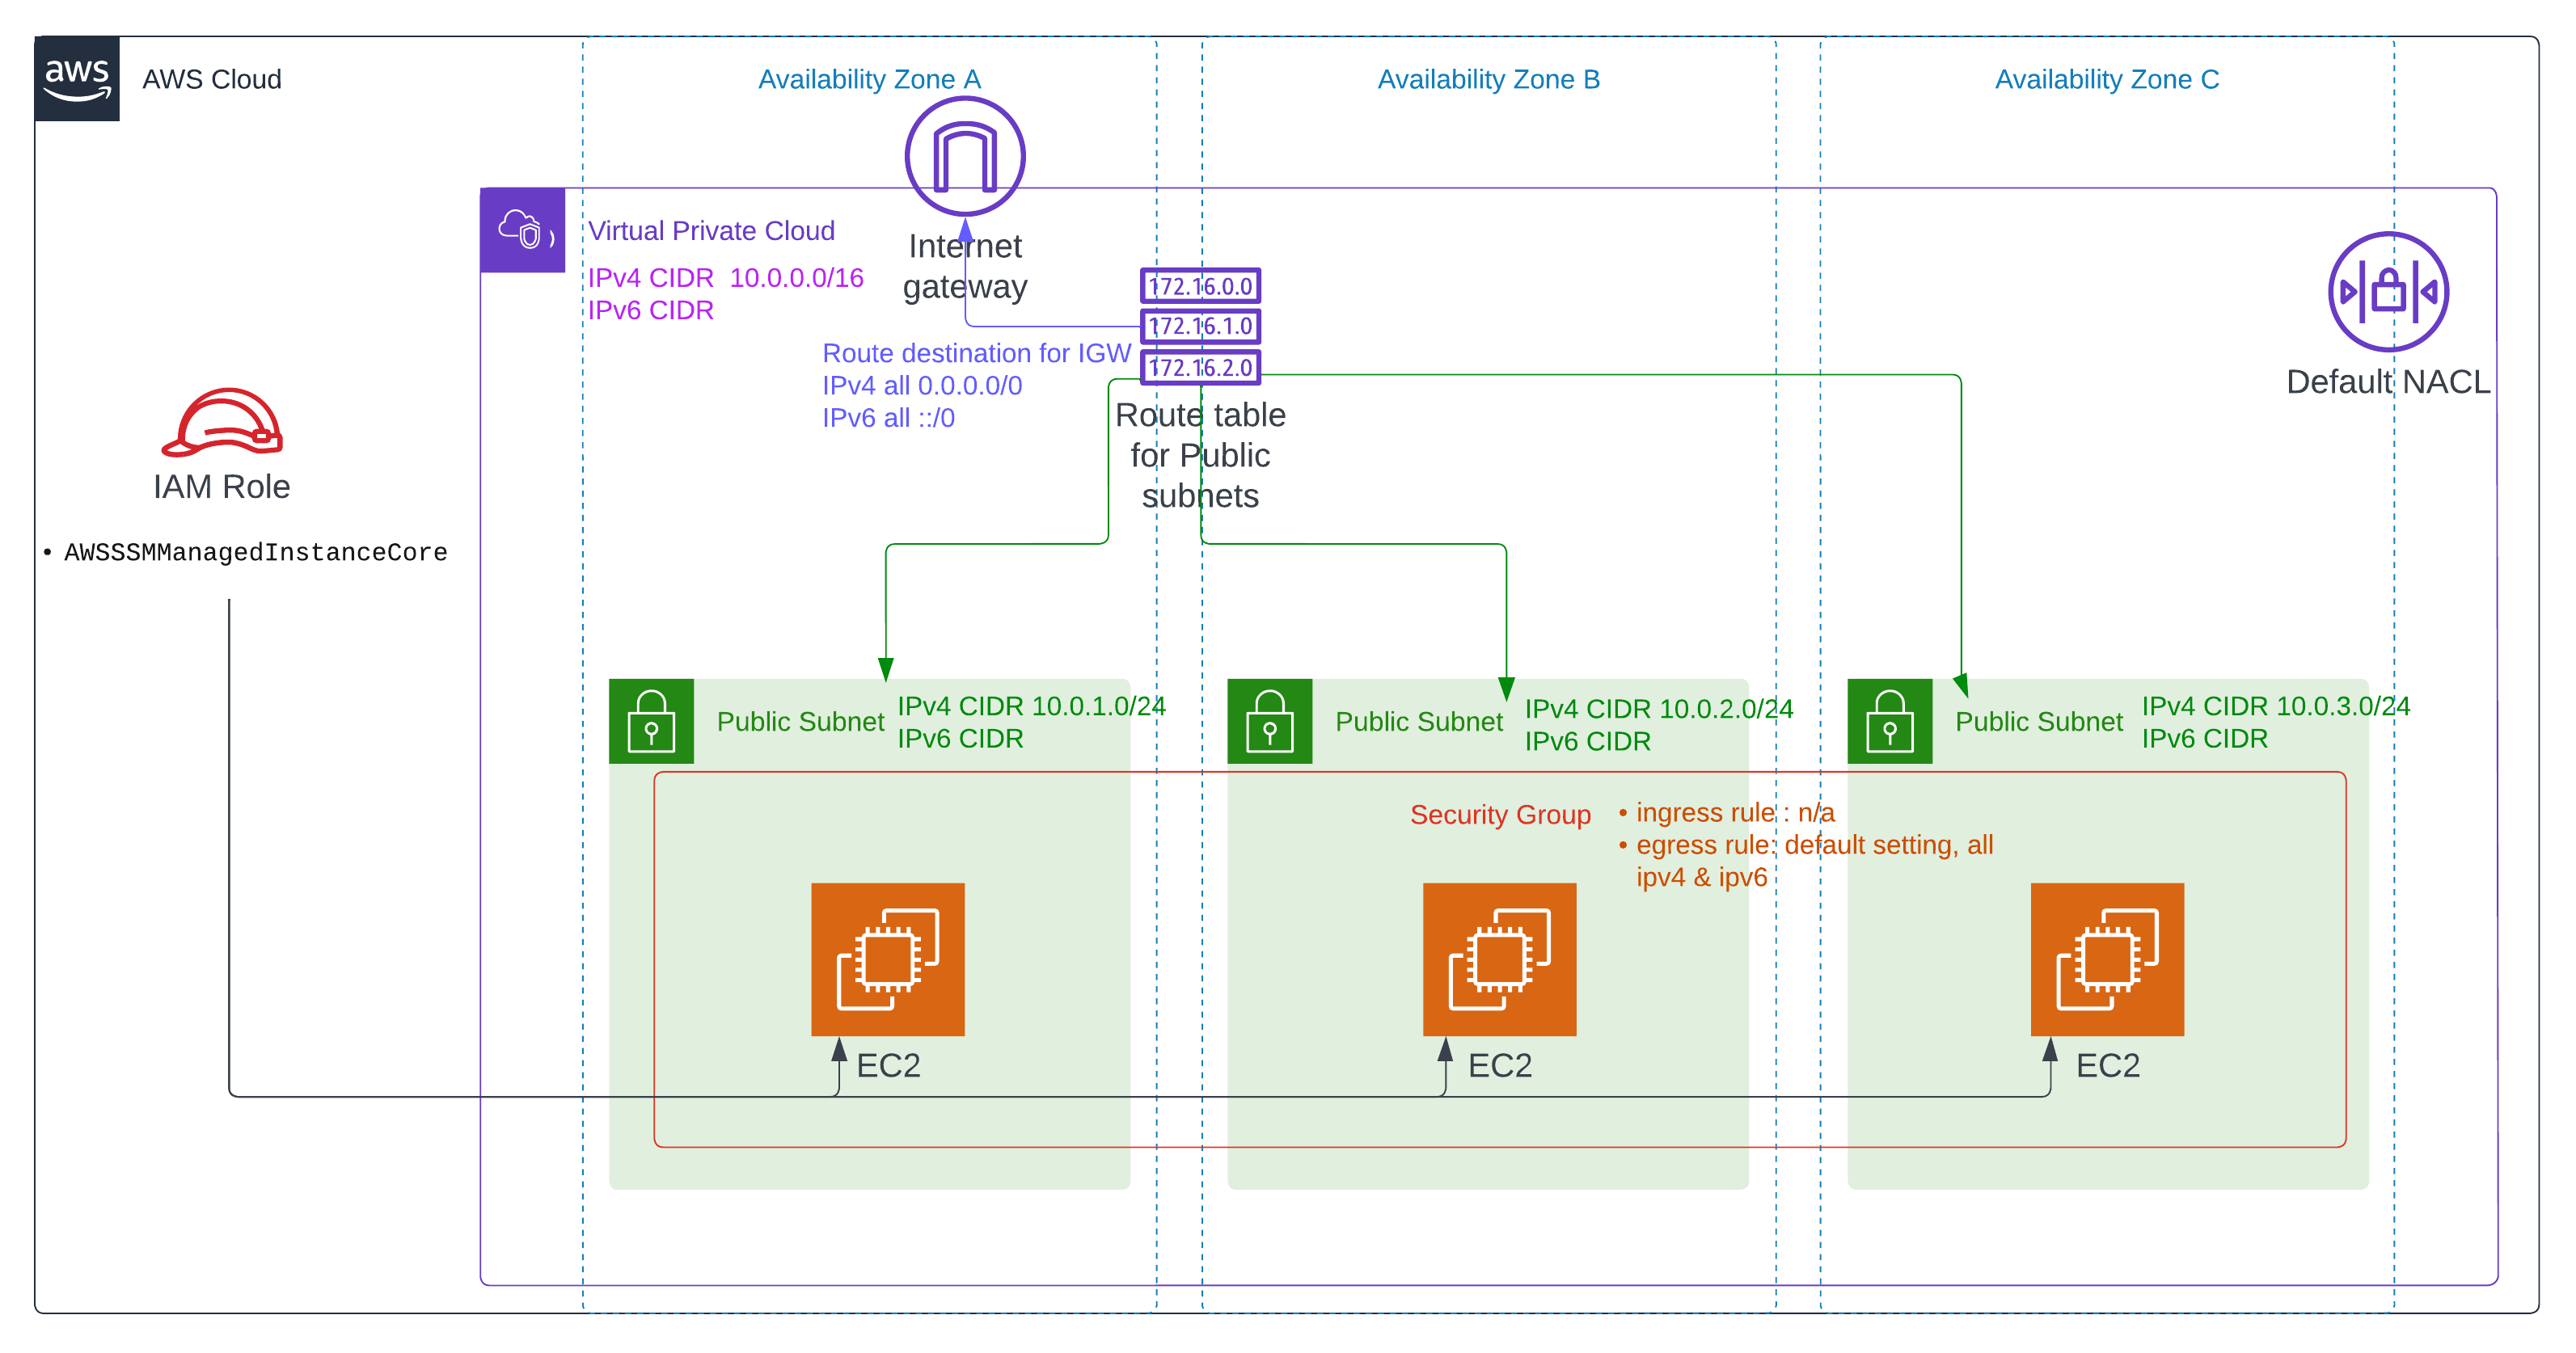 aws
AWS Cloud
Availability Zone A
Availability Zone B
Availability Zone C
Virtual Private Cloud
IPv4 CIDR  10.0.0.0/16
IPv6 CIDR
Internet
gateway
172.16.0.0
172.16.1.0
172.16.2.0
Route destination for IGW
IPv4 all 0.0.0.0/0
IPv6 all ::/0
Route table
for Public
subnets
Default NACL
IAM Role
• AWSSSMManagedInstanceCore
Public Subnet
IPv4 CIDR 10.0.1.0/24
IPv6 CIDR
Public Subnet
IPv4 CIDR 10.0.2.0/24
IPv6 CIDR
Public Subnet
IPv4 CIDR 10.0.3.0/24
IPv6 CIDR
Security Group
• ingress rule : n/a
• egress rule: default setting, all
ipv4 & ipv6
EC2
EC2
EC2